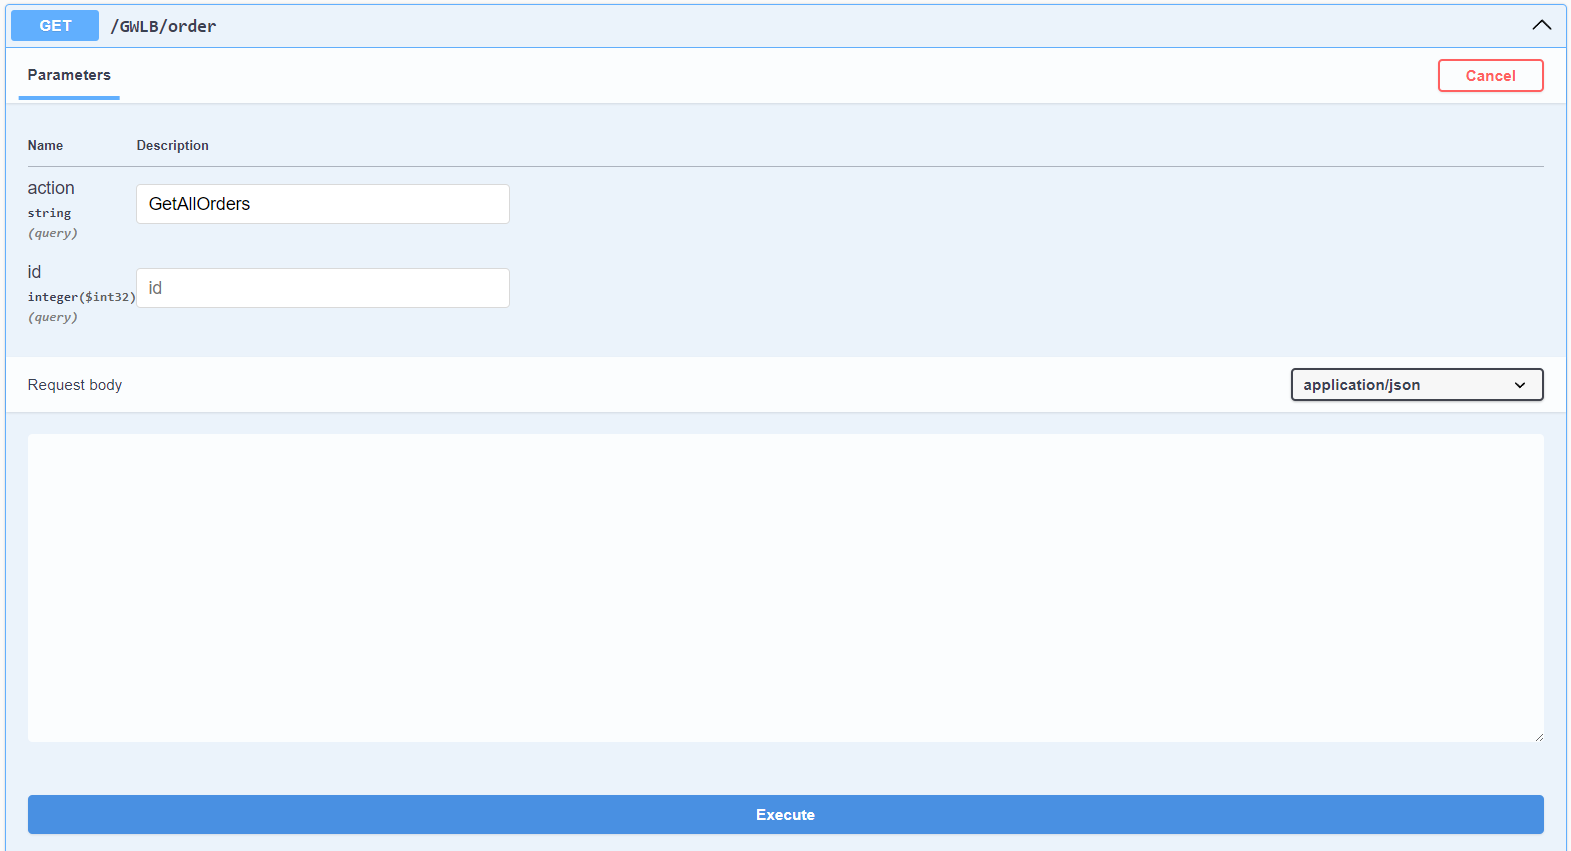 GET /GWLB/order
Parameters
Cancel
Name Description
action
string
(query)
GetAllOrders
id
integer($int32)
(query)
id
Request body
application/json
Execute